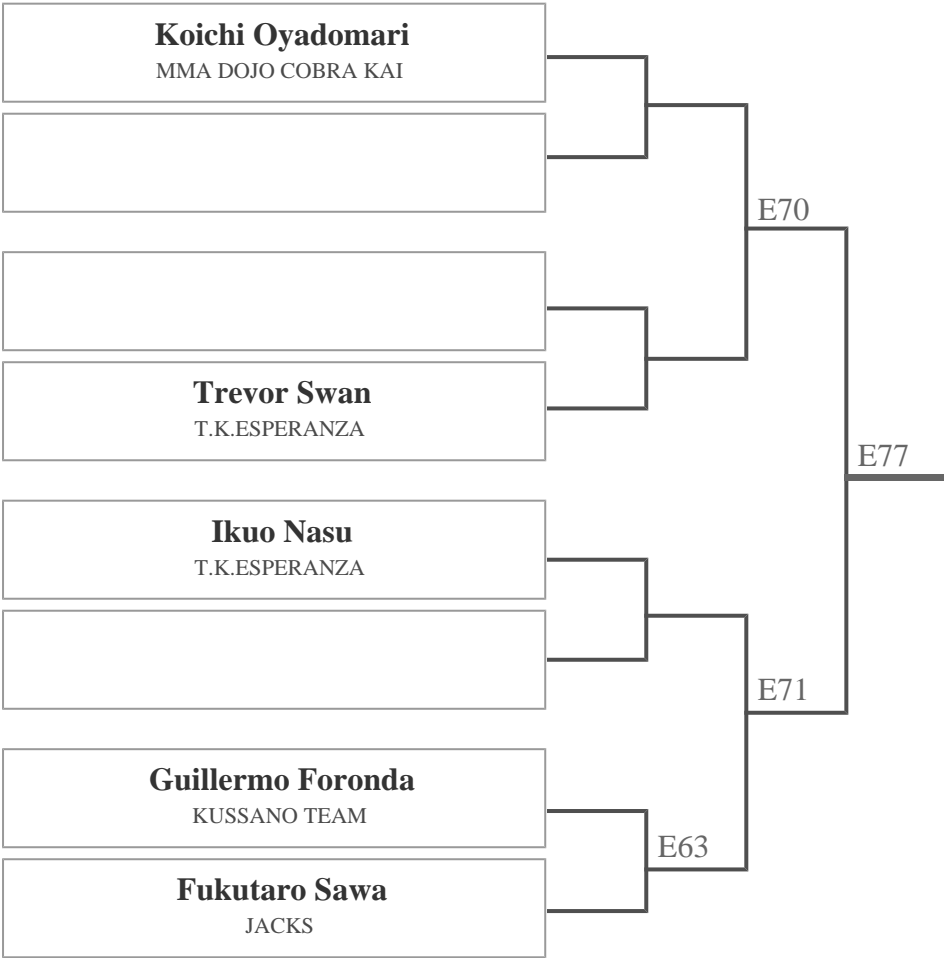 Koichi Oyadomari
MMA DOJO COBRA KAI
E70
Trevor Swan
T.K.ESPERANZA
E77
Ikuo Nasu
T.K.ESPERANZA
E71
Guillermo Foronda
KUSSANO TEAM
E63
Fukutaro Sawa
JACKS